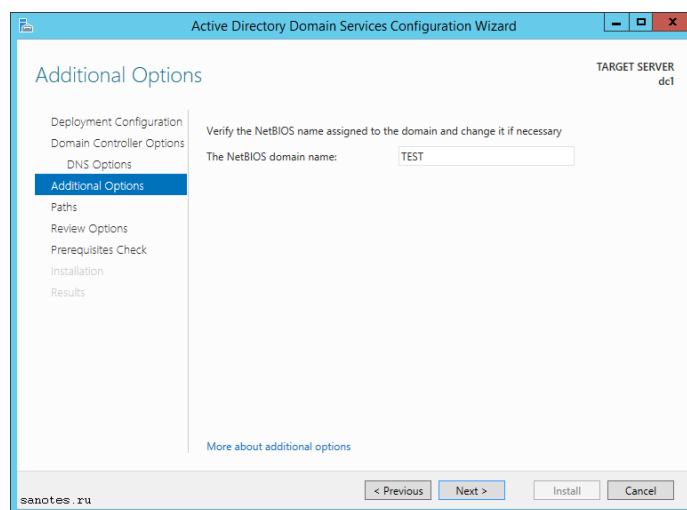 Active Directory Domain Services Configuration Wizard
Additional Options
TARGET SERVER
dc1
Deployment Configuration
Domain Controller Options
DNS Options
Additional Options
Paths
Review Options
Prerequisites Check
Installation
Results
Verify the NetBIOS name assigned to the domain and change it if necessary
The NetBIOS domain name: TEST
More about additional options
< Previous Next > Install Cancel
sanotes.ru